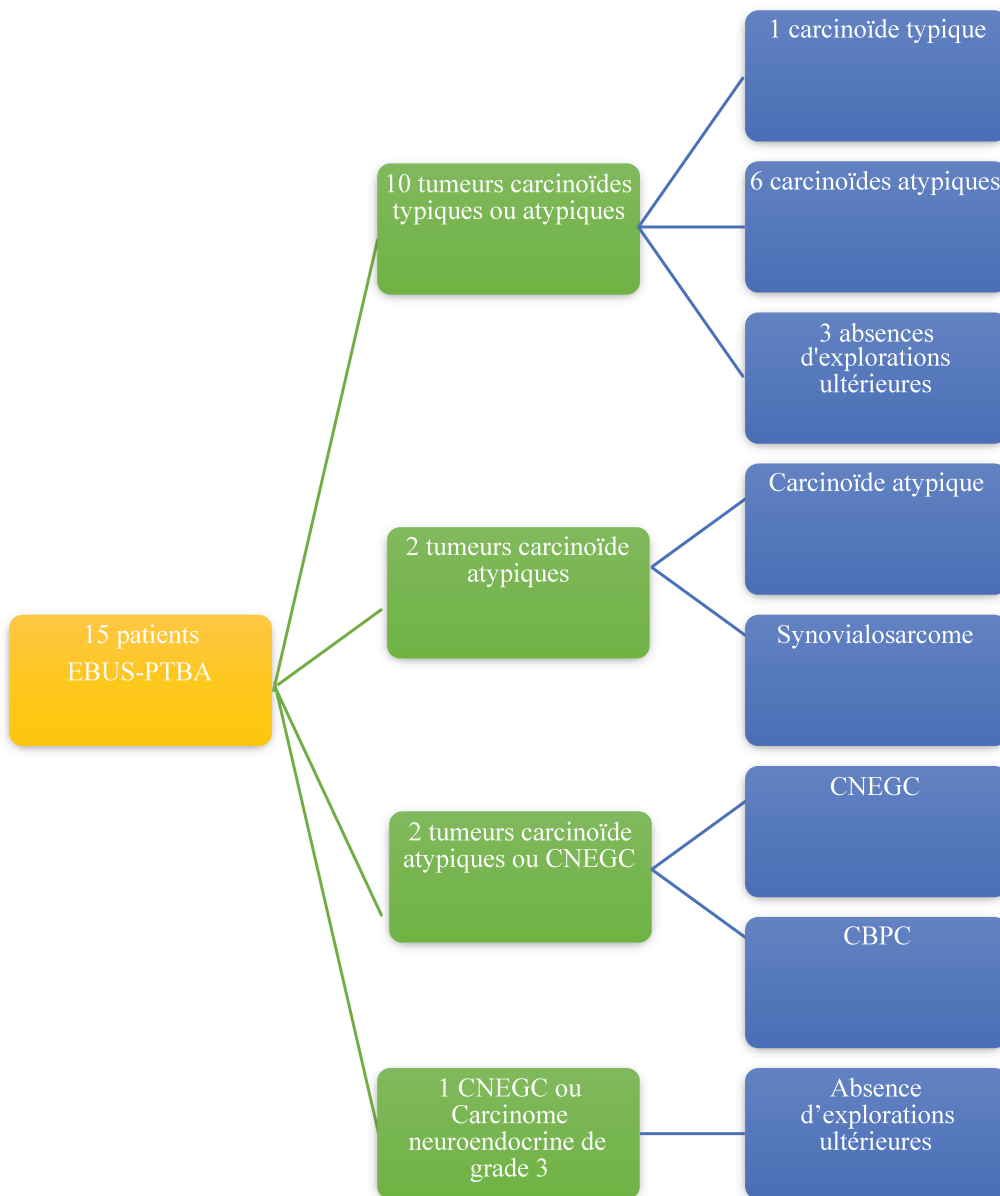 15 patients
EBUS-PTBA
10 tumeurs carcinoïdes
typiques ou atypiques
1 carcinoïde typique
6 carcinoïdes atypiques
3 absences
d'explorations
ultérieures
2 tumeurs carcinoïde
atypiques
Carcinoïde atypique
Synovialosarcome
2 tumeurs carcinoïde
atypiques ou CNEGC
CNEGC
CBPC
1 CNEGC ou
Carcinome
neuroendocrine de
grade 3
Absence
d’explorations
ultérieures